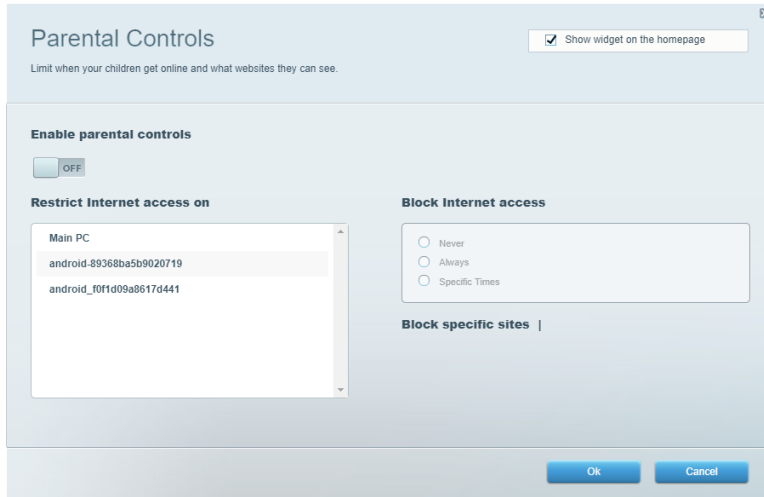 Parental Controls
Show widget on the homepage
Limit when your children get online and what websites they can see.
Enable parental controls
OFF
Restrict Internet access on
Main PC
android-89368ba5b9020719
android_f0f1d09a8617d441
Block Internet access
Never
Always
Specific Times
Block specific sites |
Ok
Cancel